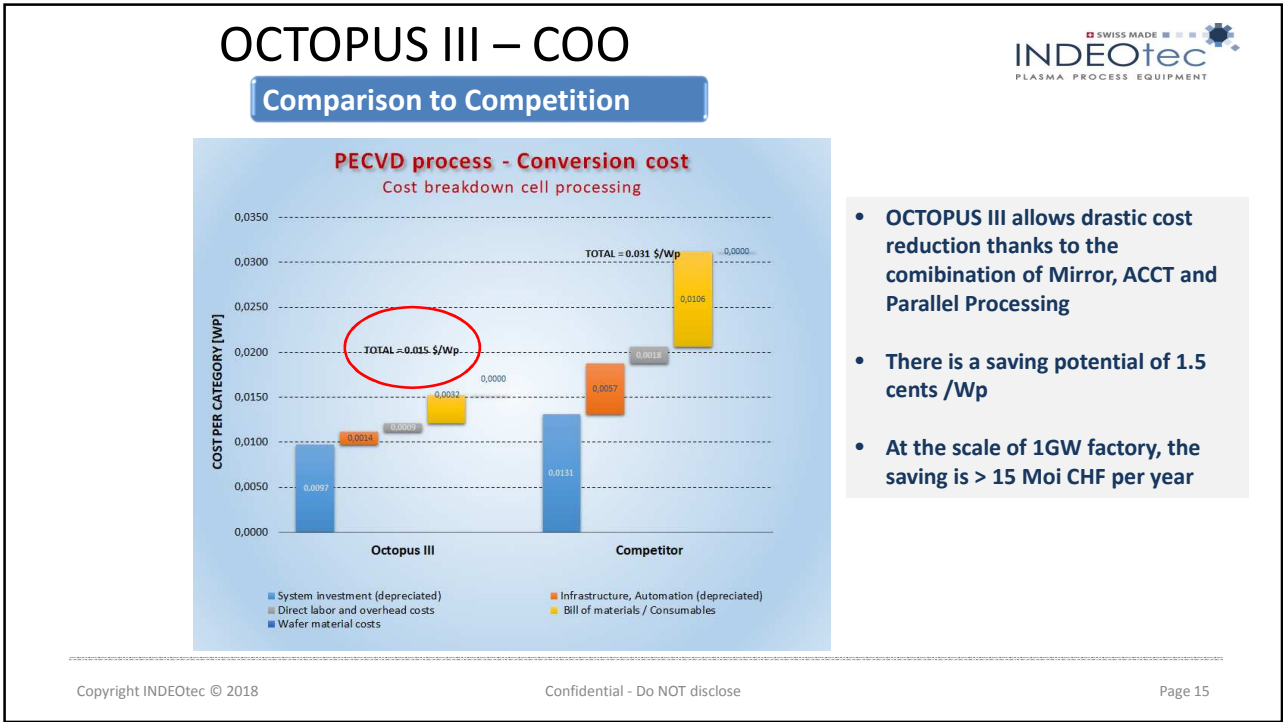 OCTOPUS III – COO
SWISS MADE
INDEOtec
PLASMA PROCESS EQUIPMENT
Comparison to Competition
PECVD process - Conversion cost
Cost breakdown cell processing
COST PER CATEGORY [WP]
0,0350
0,0300
0,0250
0,0200
0,0150
0,0100
0,0050
0,0000
TOTAL = 0.015 $/Wp
0,0097
0,0014
0,0009
0,0032
0,0000
TOTAL = 0.031 $/Wp
0,0131
0,0057
0,0018
0,0106
0,0000
Octopus III
Competitor
System investment (depreciated)
Infrastructure, Automation (depreciated)
Direct labor and overhead costs
Bill of materials / Consumables
Wafer material costs
• OCTOPUS III allows drastic cost
reduction thanks to the
comibination of Mirror, ACCT and
Parallel Processing
• There is a saving potential of 1.5
cents /Wp
• At the scale of 1GW factory, the
saving is > 15 Moi CHF per year
Copyright INDEOtec © 2018
Confidential - Do NOT disclose
Page 15